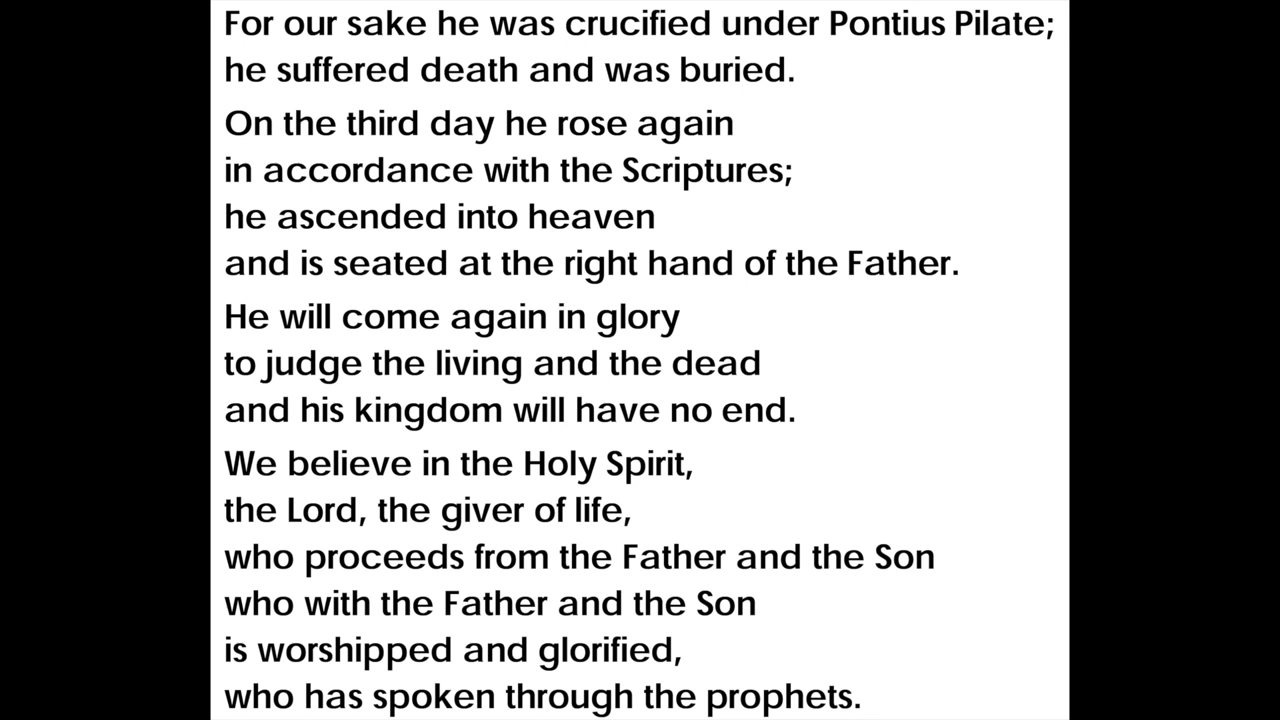 For our sake he was crucified under Pontius Pilate;
he suffered death and was buried.
On the third day he rose again
in accordance with the Scriptures;
he ascended into heaven
and is seated at the right hand of the Father.
He will come again in glory
to judge the living and the dead
and his kingdom will have no end.
We believe in the Holy Spirit,
the Lord, the giver of life,
who proceeds from the Father and the Son
who with the Father and the Son
is worshipped and glorified,
who has spoken through the prophets.